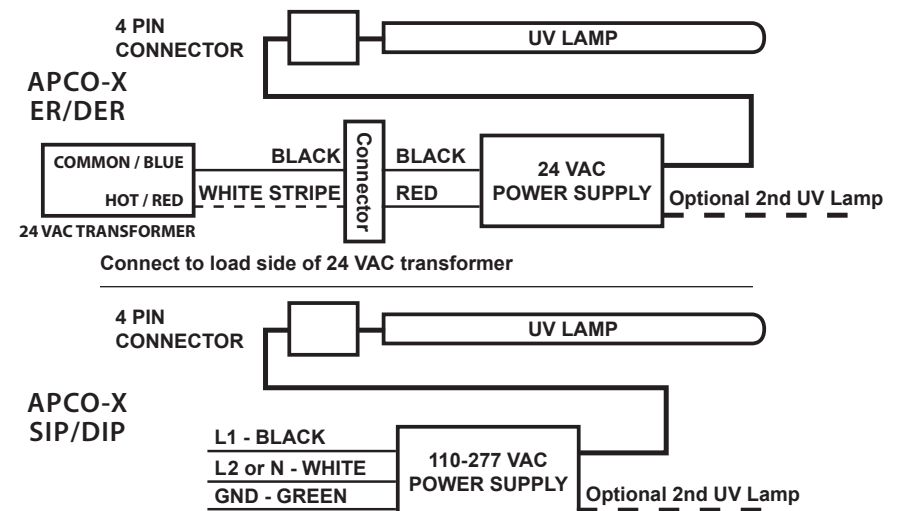 4 PIN
CONNECTOR
UV LAMP
APCO-X
ER/DER
COMMON / BLUE
HOT / RED
24 VAC TRANSFORMER
BLACK
WHITE STRIPE
Connector
BLACK
RED
24 VAC
POWER SUPPLY
Optional 2nd UV Lamp
Connect to load side of 24 VAC transformer
4 PIN
CONNECTOR
UV LAMP
APCO-X
SIP/DIP
L1 - BLACK
L2 or N - WHITE
GND - GREEN
110-277 VAC
POWER SUPPLY
Optional 2nd UV Lamp